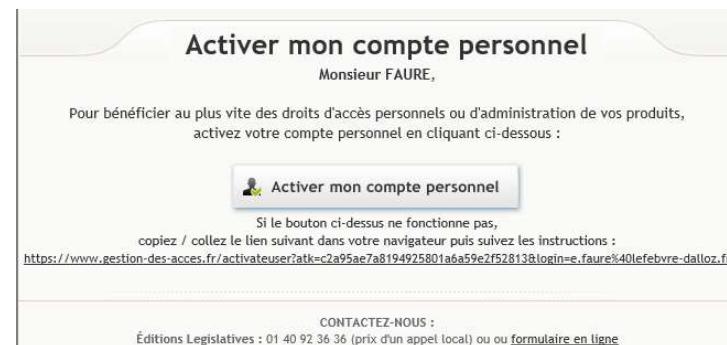 Activer mon compte personnel
Monsieur FAURE,
Pour bénéficier au plus vite des droits d'accès personnels ou d'administration de vos produits,
activez votre compte personnel en cliquant ci-dessous :
Activer mon compte personnel
Si le bouton ci-dessus ne fonctionne pas,
copiez / collez le lien suivant dans votre navigateur puis suivez les instructions :
https://www.gestion-des-acces.fr/activateuser?atk=c2a95ae7a8194925801a6a59e2f52813&login=e.faure%40lefebvre-dalloz.f
CONTACTEZ-NOUS :
Éditions Legislatives : 01 40 92 36 36 (prix d'un appel local) ou ou formulaire en ligne